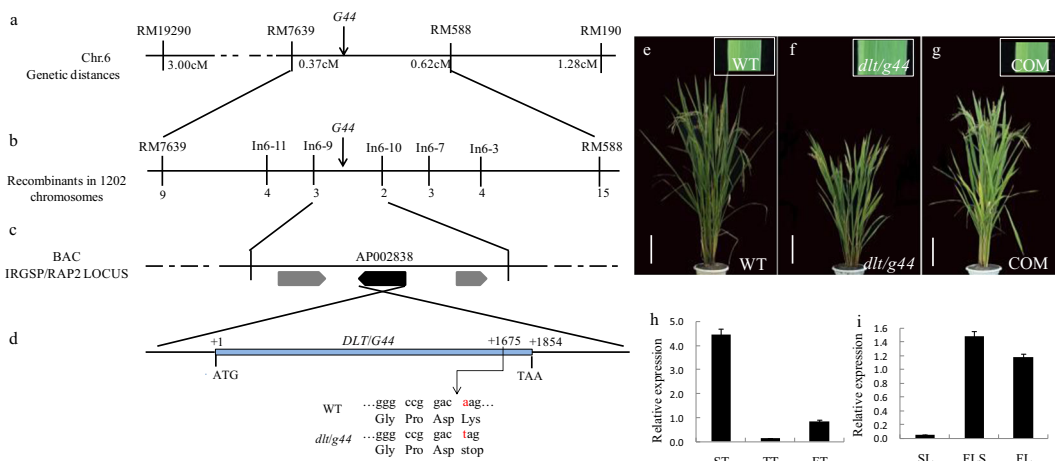 a
G44
RM19290
RM7639
RM588
RM190
Chr.6
Genetic distances
3.00cM
0.37cM
0.62cM
1.28cM
b
G44
RM7639
In6-11
In6-9
In6-10
In6-7
In6-3
RM588
Recombinants in 1202
chromosomes
9
4
3
2
3
4
15
c
BAC
IRGSP/RAP2 LOCUS
AP002838
d
+1
DLT/G44
+1675
+1854
ATG
TAA
WT
…ggg ccg gac aag…
Gly Pro Asp Lys
dlt/g44
…ggg ccg gac tag
Gly Pro Asp stop
e
WT
WT
f
dlt/g44
dlt/g44
g
COM
COM
h
Relative expression
5.0
4.0
3.0
2.0
1.0
0.0
i
Relative expression
1.6
1.4
1.2
1.0
0.8
0.6
0.4
0.2
0.0